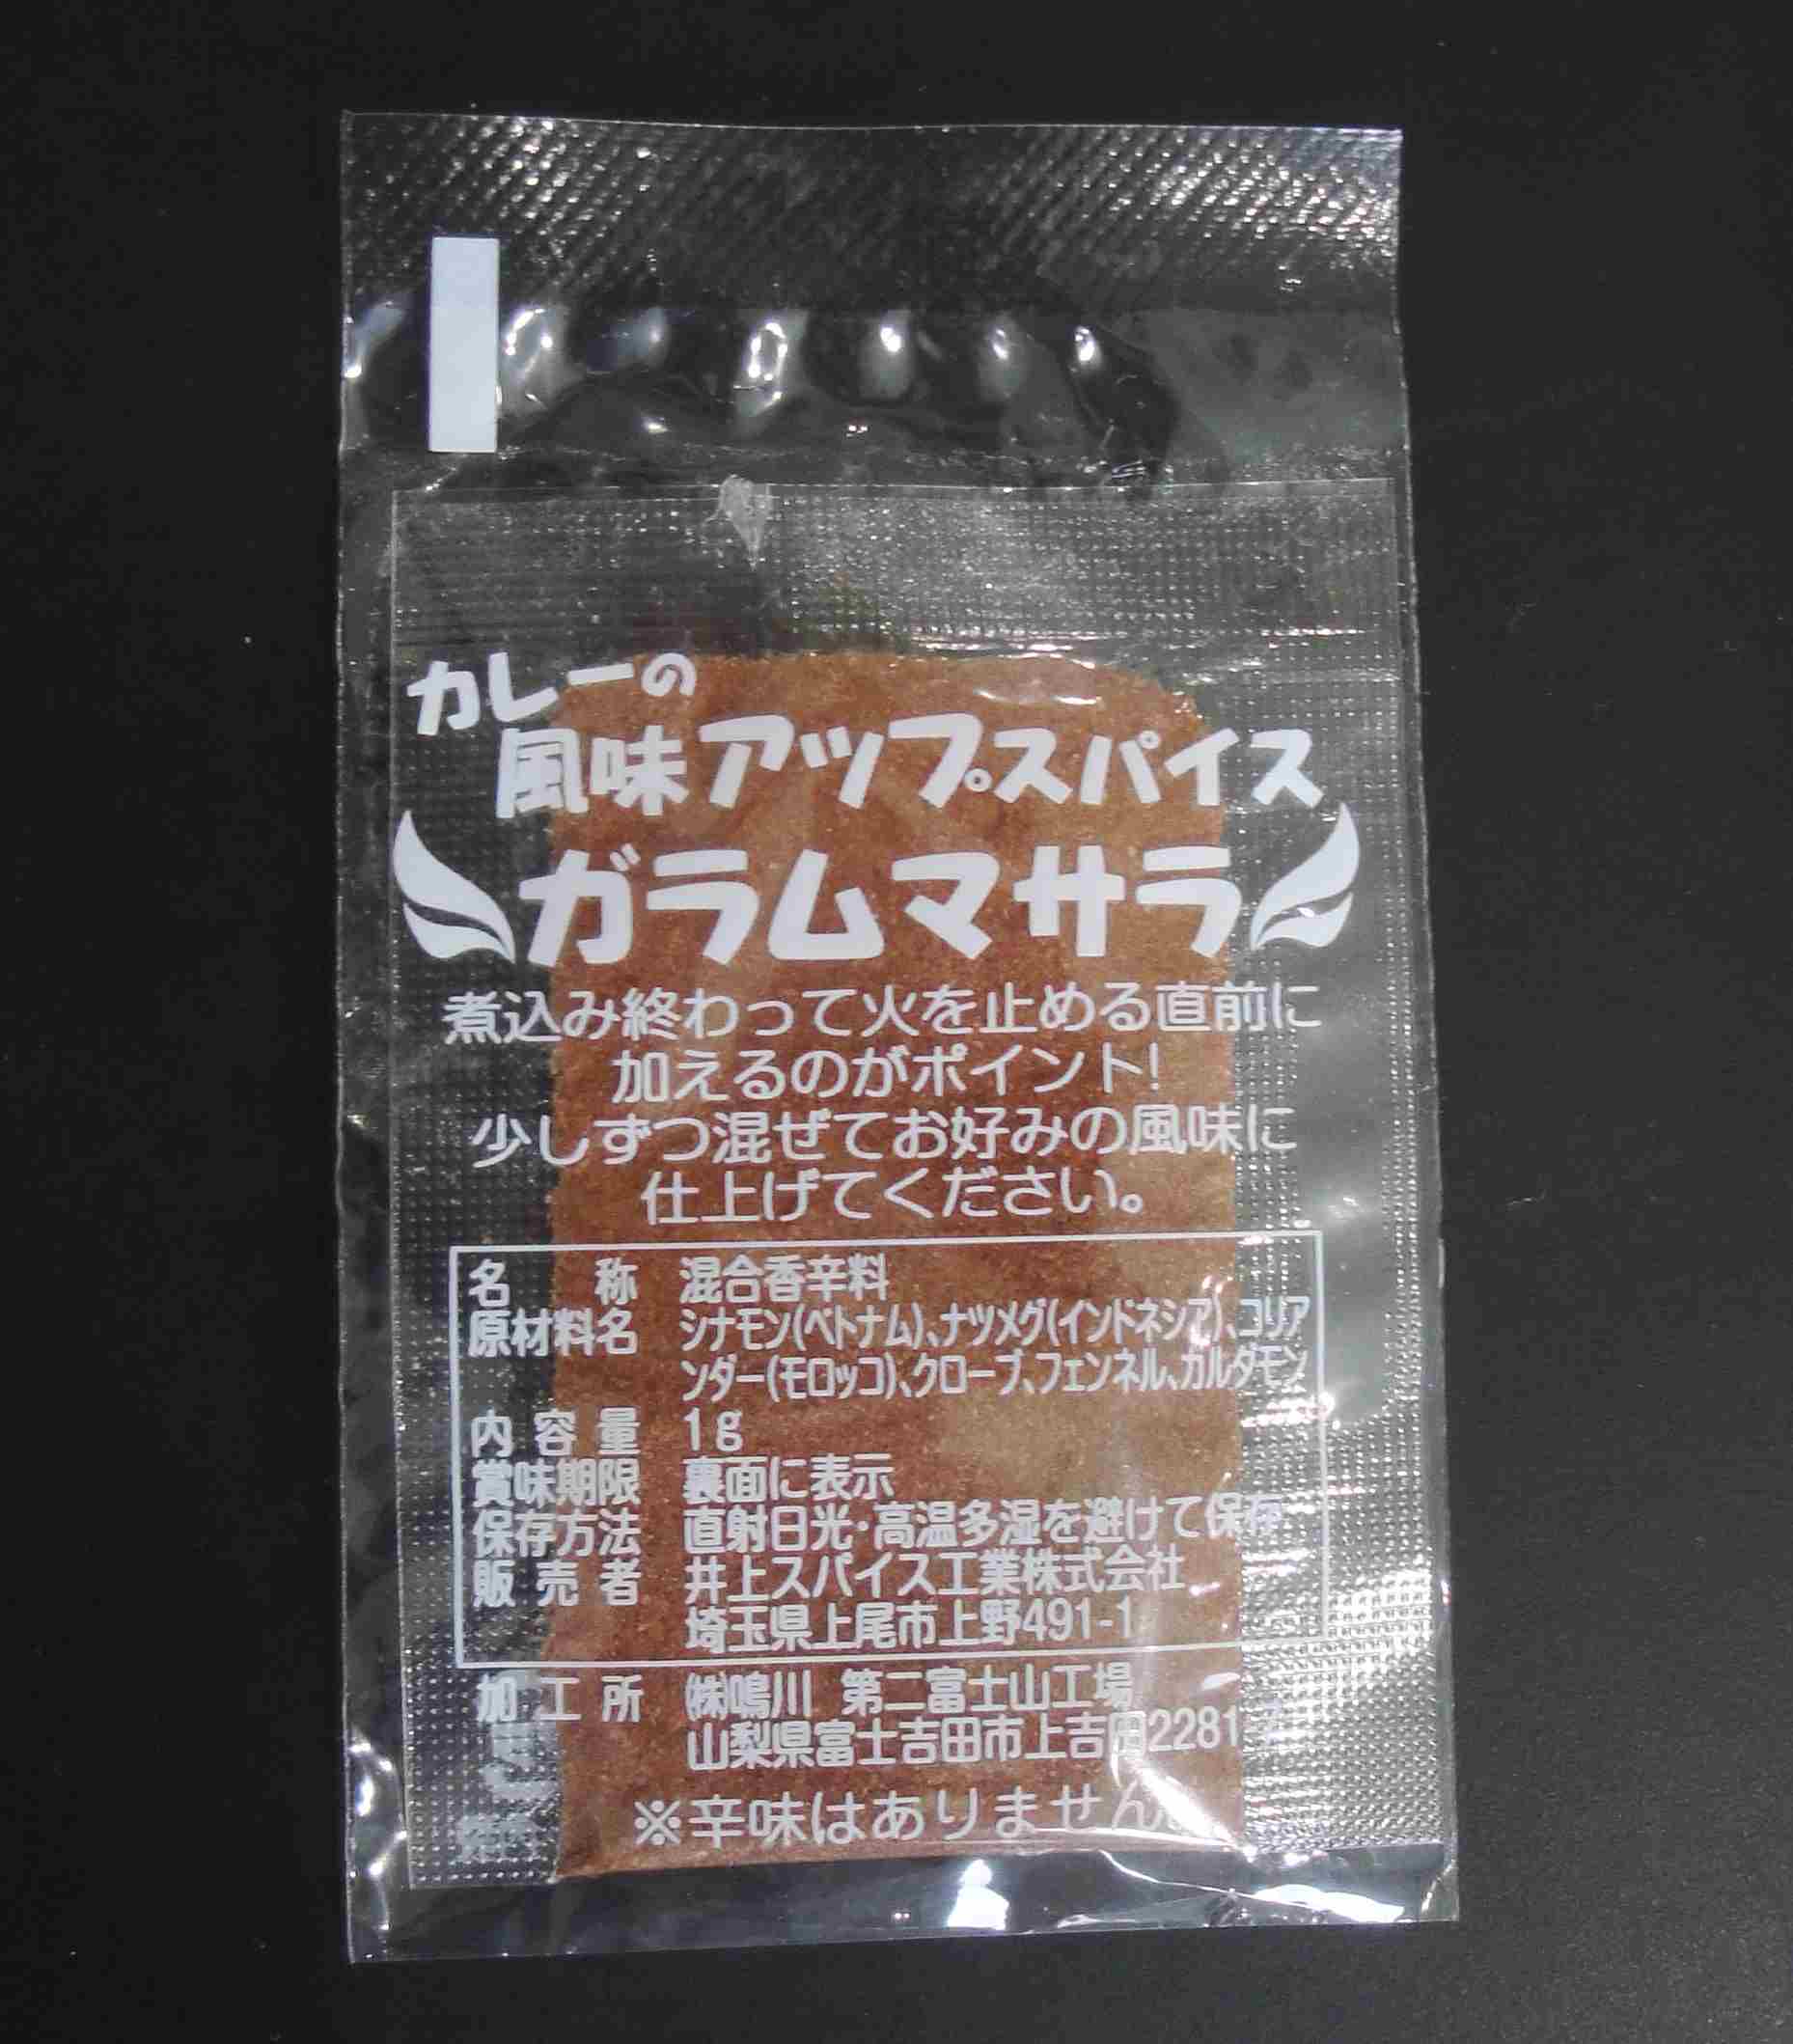 カレーの
風味アップスパイス
ガラムマサラ
煮込み終わって火を止める直前に
加えるのがポイント!
少しずつ混ぜてお好みの風味に
仕上げてください。
名称 混合香辛料
原材料名 シナモン(ベトナム)、ナツメグ(インドネシア)、コリア
ンダー(モロッコ)、クローブ、フェンネル、カルダモン
内容量 1g
賞味期限 裏面に表示
保存方法 直射日光・高温多湿を避けて保存
販売者 井上スパイス工業株式会社
埼玉県上尾市上野491-1
加工所 ㈱鳴川 第二富士山工場
山梨県富士吉田市上吉田2281
※辛味はありません。